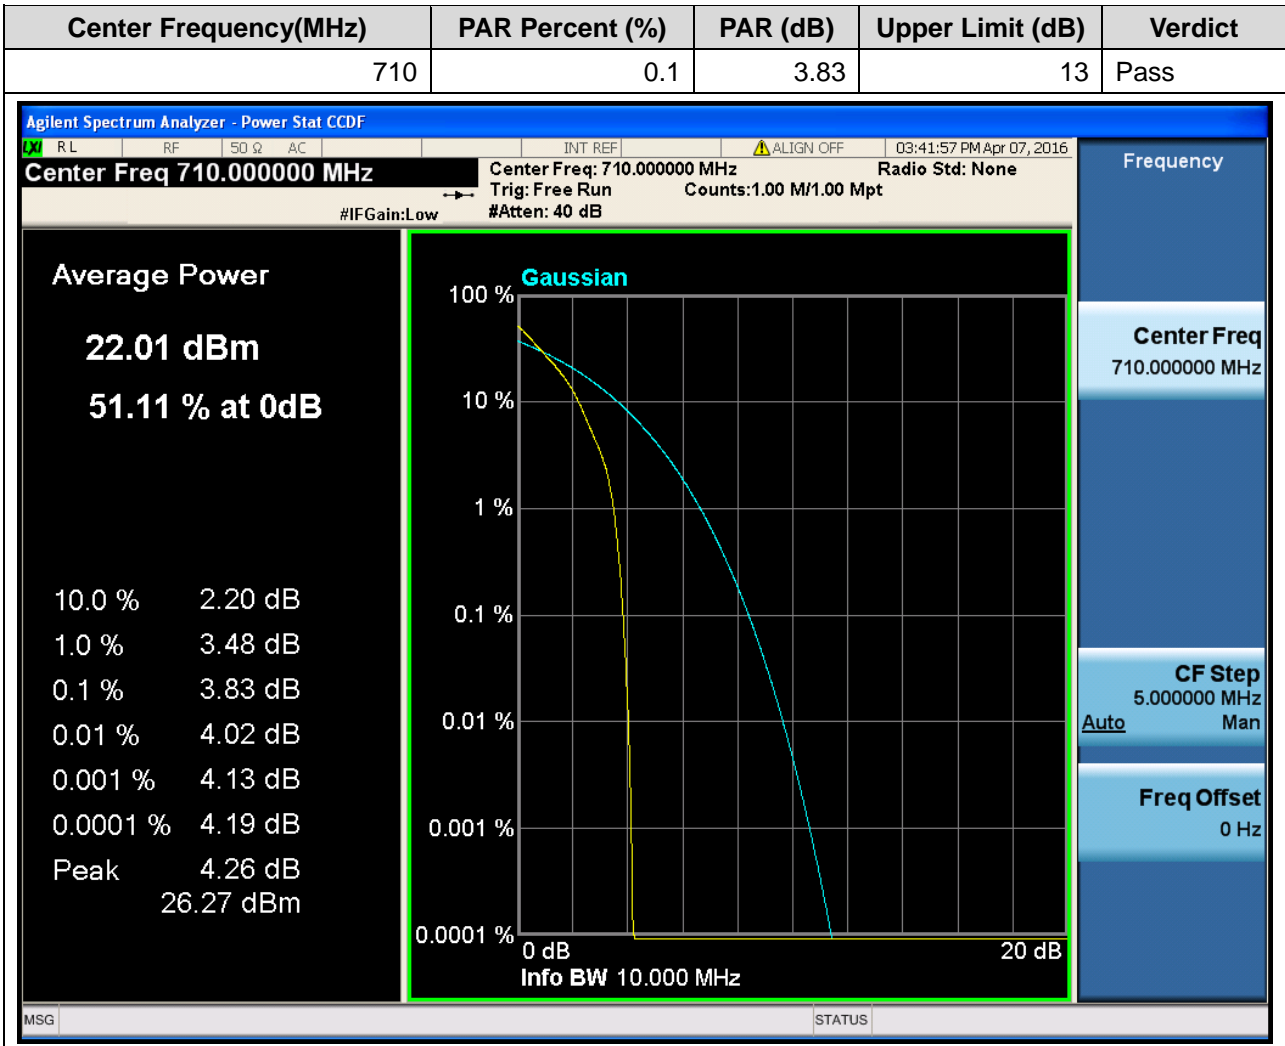 Center Frequency(MHz) PAR Percent (%) PAR (dB) Upper Limit (dB) Verdict
710 0.1 3.83 13 Pass
Agilent Spectrum Analyzer - Power Stat CCDF
LXI RL RF 50 Ω AC INT REF ALIGN OFF 03:41:57 PM Apr 07, 2016
Center Freq 710.000000 MHz
Center Freq: 710.000000 MHz Radio Std: None
Trig: Free Run Counts:1.00 M/1.00 Mpt
#IFGain:Low #Atten: 40 dB
Frequency
Average Power
22.01 dBm
51.11 % at 0dB
10.0 % 2.20 dB
1.0 % 3.48 dB
0.1 % 3.83 dB
0.01 % 4.02 dB
0.001 % 4.13 dB
0.0001 % 4.19 dB
Peak 4.26 dB
26.27 dBm
Gaussian
100 %
10 %
1 %
0.1 %
0.01 %
0.001 %
0.0001 %
0 dB 20 dB
Info BW 10.000 MHz
Center Freq
710.000000 MHz
CF Step
5.000000 MHz
Auto Man
Freq Offset
0 Hz
MSG STATUS